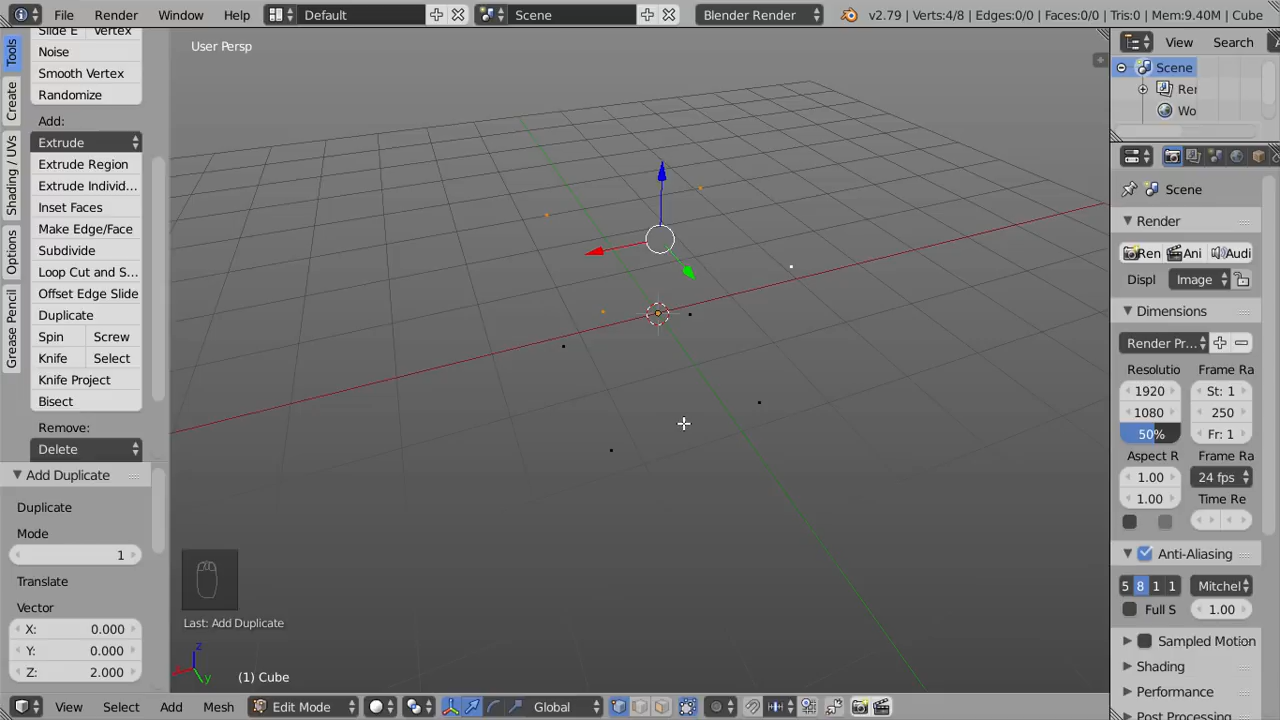 File Render Window Help Default Scene Blender Render v2.79 | Verts:4/8 | Edges:0/0 | Faces:0/0 | Tris:0 | Mem:9.40M | Cube
User Persp
View Search
Scene
Rer
Wo
Tools
Create
Shading / UVs
Options
Grease Pencil
Slide E Vertex
Noise
Smooth Vertex
Randomize
Add:
Extrude
Extrude Region
Extrude Individ...
Inset Faces
Make Edge/Face
Subdivide
Loop Cut and S...
Offset Edge Slide
Duplicate
Spin Screw
Knife Select
Knife Project
Bisect
Remove:
Delete
Add Duplicate
Duplicate
Mode
1
Translate
Vector
X: 0.000
Y: 0.000
Z: 2.000
Last: Add Duplicate
z
x
y
(1) Cube
Scene
Render
Ren Ani Audi
Displ Image
Dimensions
Render Pr...
Resolutio Frame Ra
1920 St: 1
1080 250
50% Fr: 1
Aspect R Frame Ra
1.00 24 fps
1.00 Time Re
Anti-Aliasing
5 8 1 1 Mitchel
Full S 1.00
Sampled Motion
Shading
Performance
View Select Add Mesh Edit Mode Global